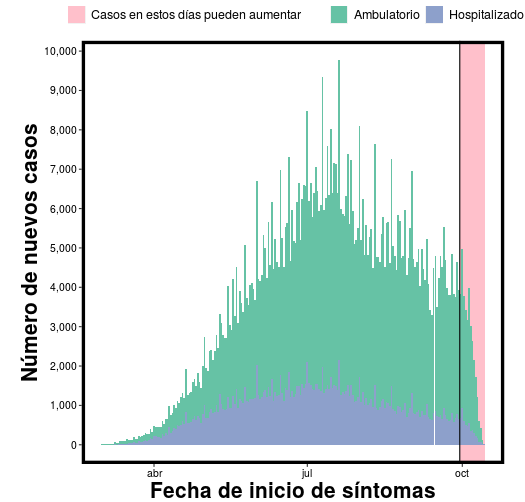 Casos en estos días pueden aumentar Ambulatorio Hospitalizado
Número de nuevos casos
10,000
9,000
8,000
7,000
6,000
5,000
4,000
3,000
2,000
1,000
0
abr jul oct
Fecha de inicio de síntomas